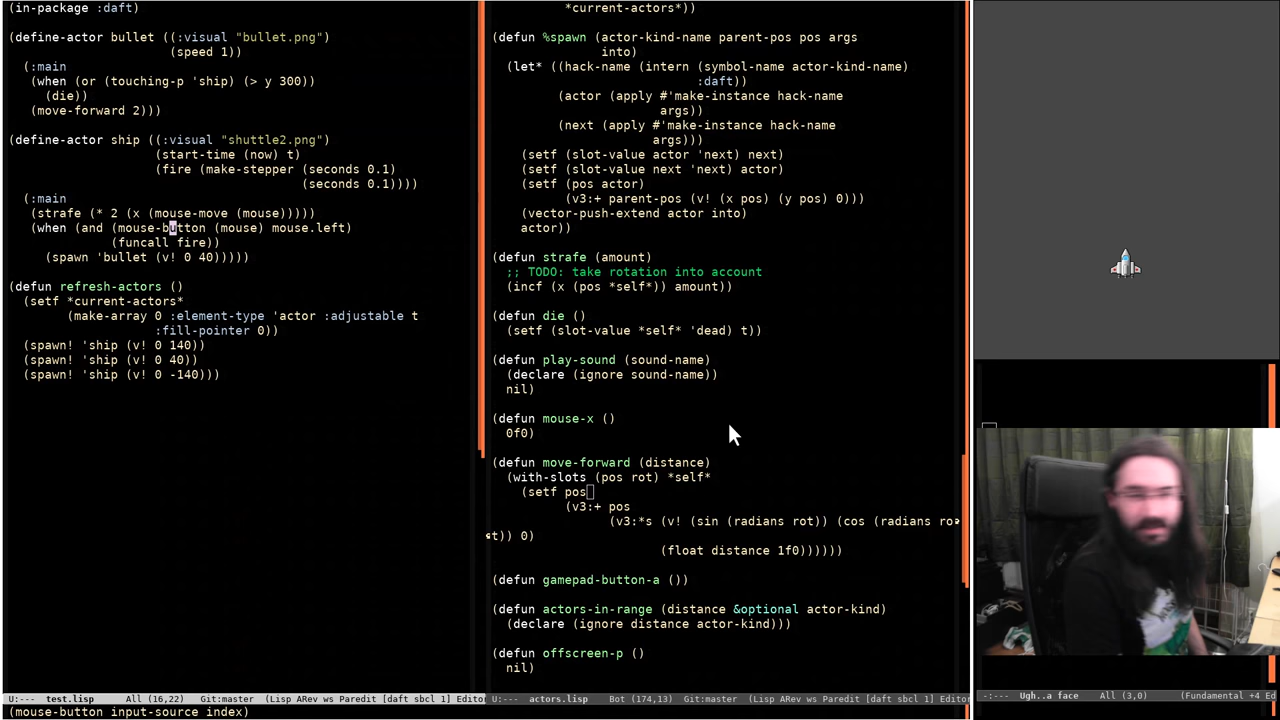 (in-package :daft)
(define-actor bullet ((:visual "bullet.png")
(speed 1))
(:main
(when (or (touching-p 'ship) (> y 300))
(die))
(move-forward 2)))
(define-actor ship ((:visual "shuttle2.png")
(start-time (now) t)
(fire (make-stepper (seconds 0.1)
(seconds 0.1))))
(:main
(strafe (* 2 (x (mouse-move (mouse)))))
(when (and (mouse-button (mouse) mouse.left)
(funcall fire))
(spawn 'bullet (v! 0 40)))))
(defun refresh-actors ()
(setf *current-actors*
(make-array 0 :element-type 'actor :adjustable t
:fill-pointer 0))
(spawn! 'ship (v! 0 140))
(spawn! 'ship (v! 0 40))
(spawn! 'ship (v! 0 -140)))
U:--- test.lisp All (16,22) Git:master (Lisp ARev ws Paredit [daft sbcl 1] Editor
(mouse-button input-source index)
*current-actors*))
(defun %spawn (actor-kind-name parent-pos pos args
into)
(let* ((hack-name (intern (symbol-name actor-kind-name)
:daft))
(actor (apply #'make-instance hack-name
args))
(next (apply #'make-instance hack-name
args)))
(setf (slot-value actor 'next) next)
(setf (slot-value next 'next) actor)
(setf (pos actor)
(v3:+ parent-pos (v! (x pos) (y pos) 0)))
(vector-push-extend actor into)
actor))
(defun strafe (amount)
;; TODO: take rotation into account
(incf (x (pos *self*)) amount))
(defun die ()
(setf (slot-value *self* 'dead) t))
(defun play-sound (sound-name)
(declare (ignore sound-name))
nil)
(defun mouse-x ()
0f0)
(defun move-forward (distance)
(with-slots (pos rot) *self*
(setf pos
(v3:+ pos
(v3:*s (v! (sin (radians rot)) (cos (radians ro
t)) 0)
(float distance 1f0))))))
(defun gamepad-button-a ())
(defun actors-in-range (distance &optional actor-kind)
(declare (ignore distance actor-kind)))
(defun offscreen-p ()
nil)
U:--- actors.lisp Bot (174,13) Git:master (Lisp ARev ws Paredit [daft sbcl 1] Editor
-:--- Ugh..a face All (3,0) (Fundamental +4 Ed